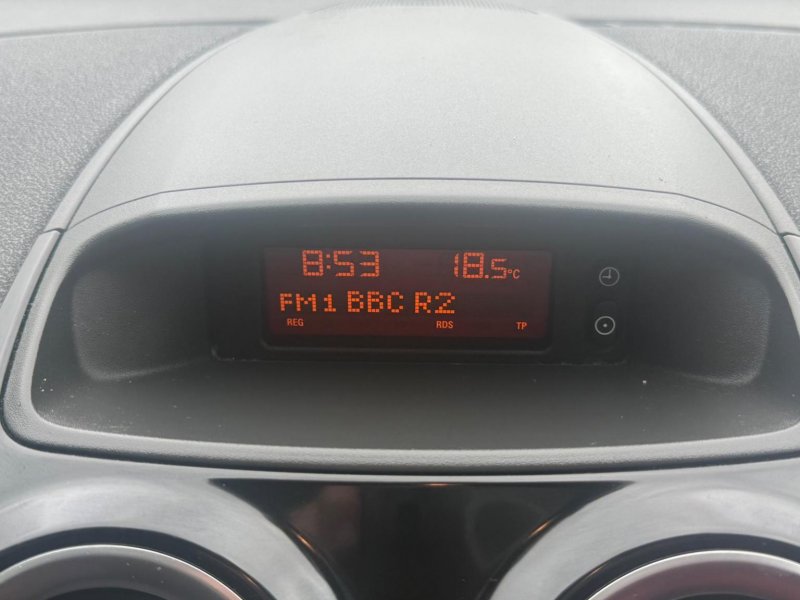 8:53 18.5°C
FM1 BBC R2
REG RDS TP